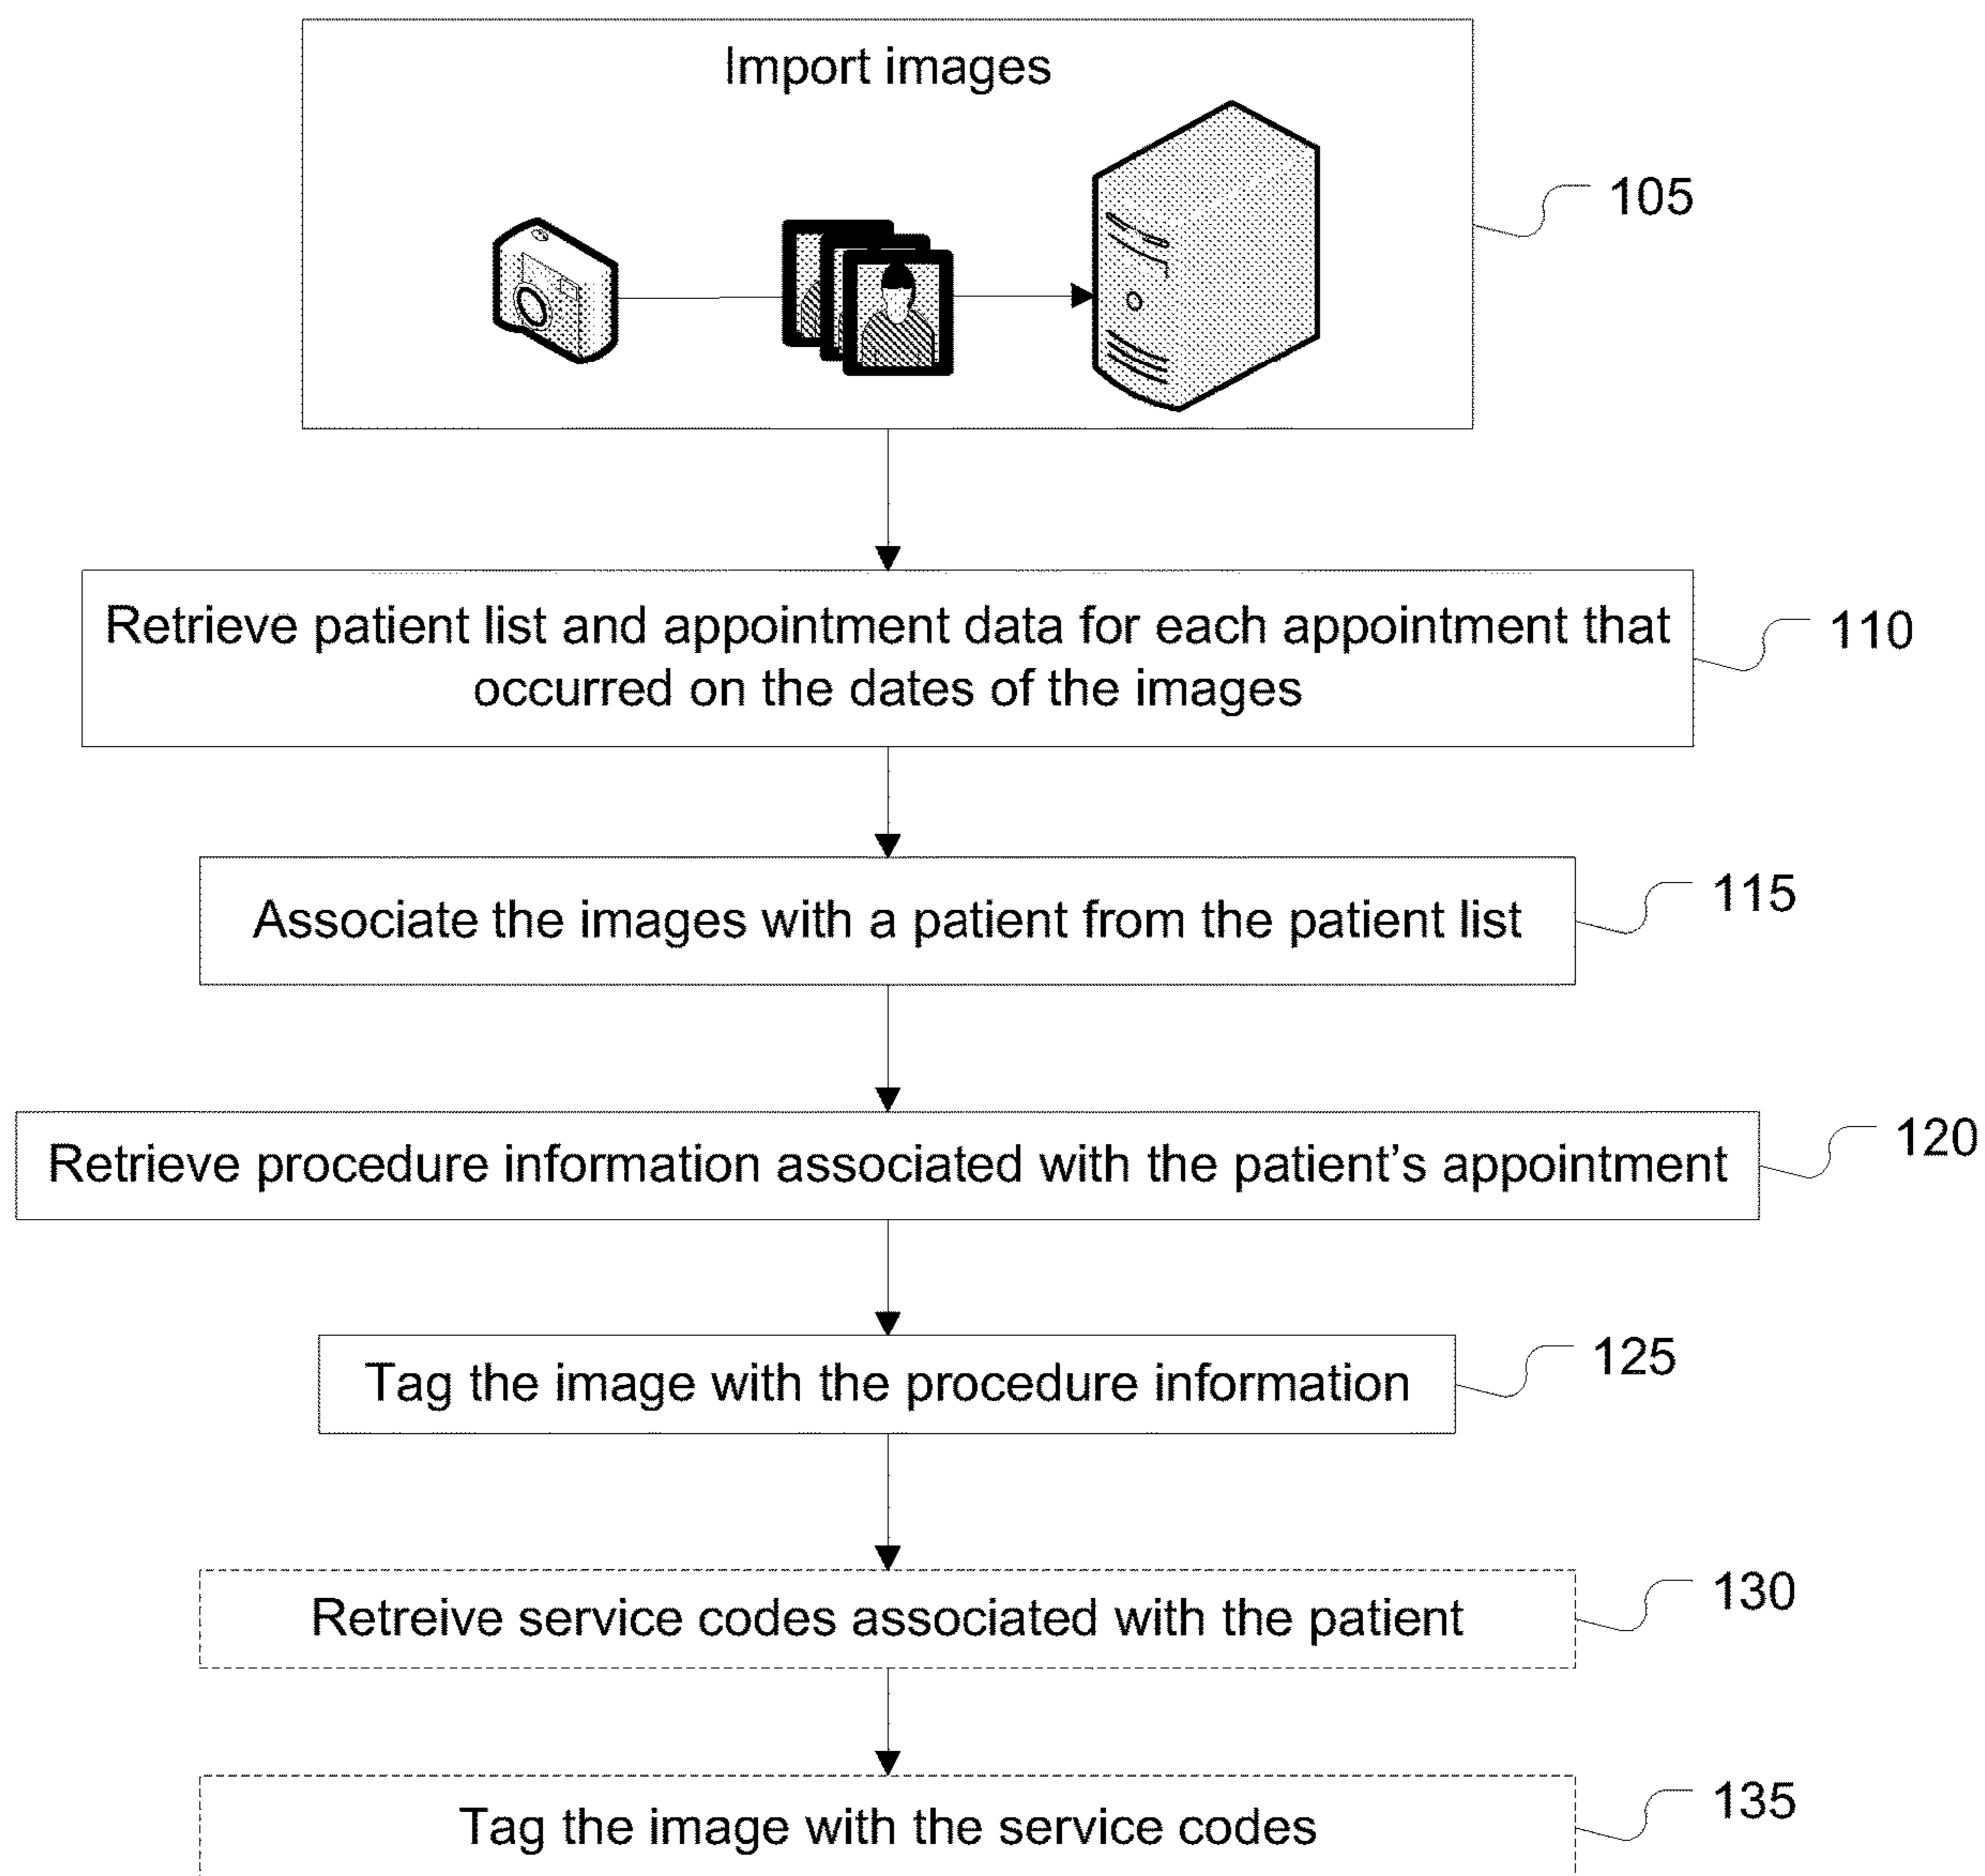 Import images
105
Retrieve patient list and appointment data for each appointment that
occurred on the dates of the images
110
Associate the images with a patient from the patient list
115
Retrieve procedure information associated with the patient’s appointment
120
Tag the image with the procedure information
125
Retreive service codes associated with the patient
130
Tag the image with the service codes
135